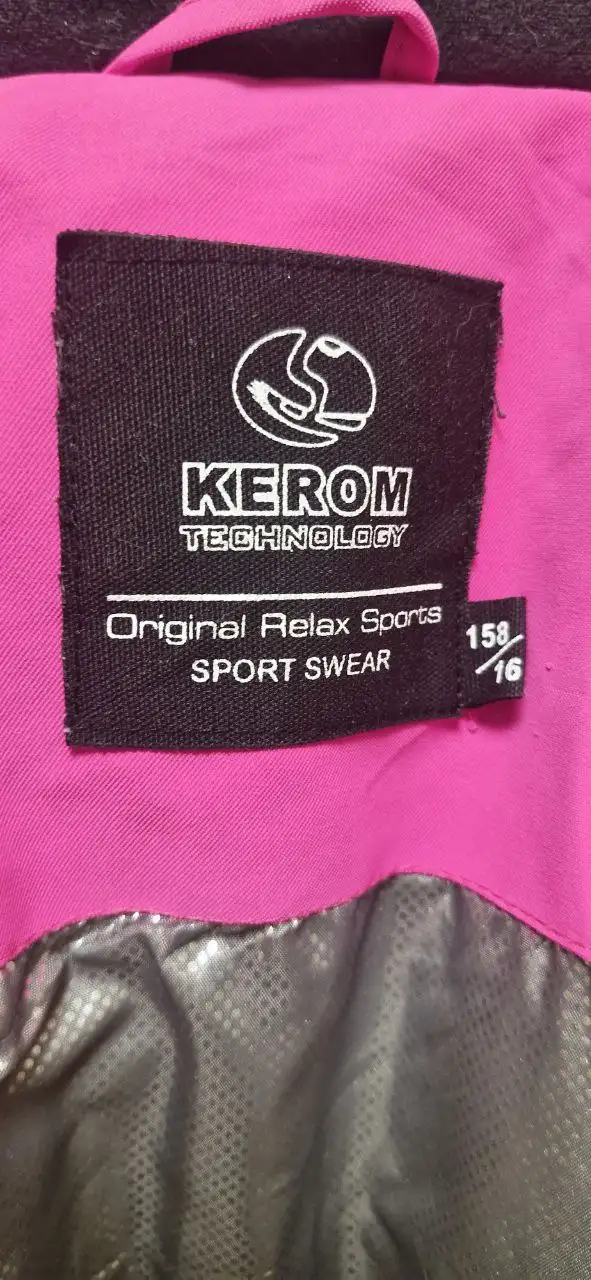 KEROM
TECHNOLOGY
Original Relax Sports
SPORT SWEAR
158/16